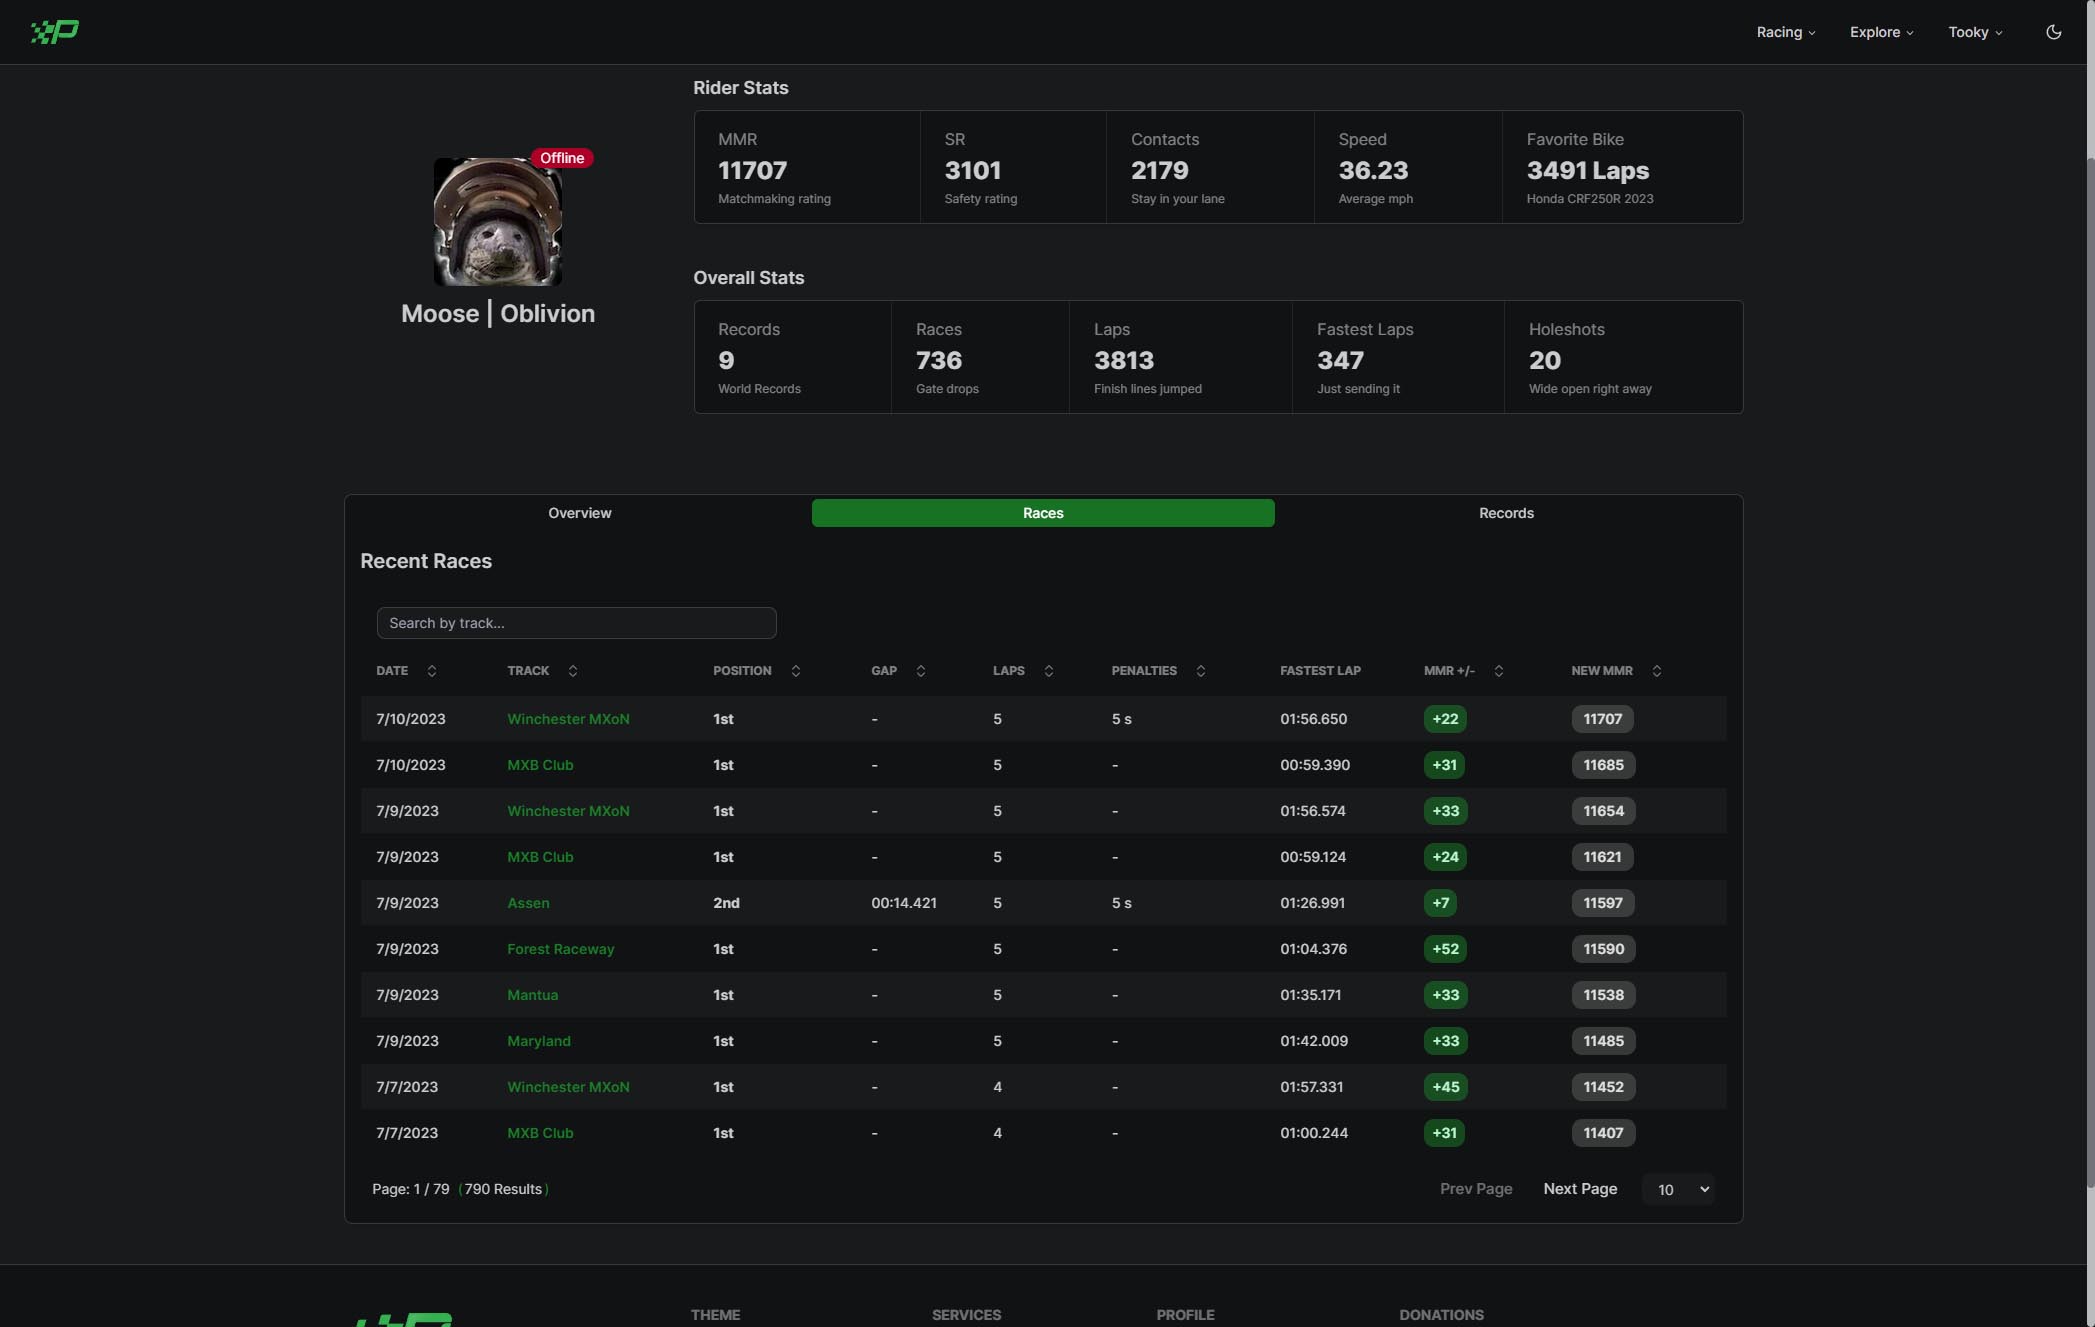 Racing Explore Tooky
Rider Stats
MMR SR Contacts Speed Favorite Bike
11707 3101 2179 36.23 3491 Laps
Matchmaking rating Safety rating Stay in your lane Average mph Honda CRF250R 2023
Offline
Moose | Oblivion
Overall Stats
Records Races Laps Fastest Laps Holeshots
9 736 3813 347 20
World Records Gate drops Finish lines jumped Just sending it Wide open right away
Overview Races Records
Recent Races
Search by track...
DATE TRACK POSITION GAP LAPS PENALTIES FASTEST LAP MMR +/- NEW MMR
7/10/2023 Winchester MXoN 1st - 5 5 s 01:56.650 +22 11707
7/10/2023 MXB Club 1st - 5 - 00:59.390 +31 11685
7/9/2023 Winchester MXoN 1st - 5 - 01:56.574 +33 11654
7/9/2023 MXB Club 1st - 5 - 00:59.124 +24 11621
7/9/2023 Assen 2nd 00:14.421 5 5 s 01:26.991 +7 11597
7/9/2023 Forest Raceway 1st - 5 - 01:04.376 +52 11590
7/9/2023 Mantua 1st - 5 - 01:35.171 +33 11538
7/9/2023 Maryland 1st - 5 - 01:42.009 +33 11485
7/7/2023 Winchester MXoN 1st - 4 - 01:57.331 +45 11452
7/7/2023 MXB Club 1st - 4 - 01:00.244 +31 11407
Page: 1 / 79 (790 Results) Prev Page Next Page 10
THEME SERVICES PROFILE DONATIONS